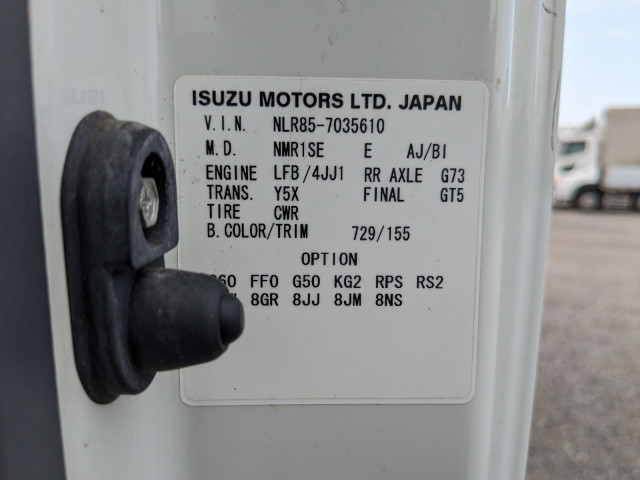 ISUZU MOTORS LTD. JAPAN
V.I.N. NLR85-7035610
M.D. NMR1SE E AJ/BI
ENGINE LFB/4JJ1 RR AXLE G73
TRANS. Y5X FINAL GT5
TIRE CWR
B.COLOR/TRIM 729/155
OPTION
FF0 G50 KG2 RPS RS2
8GR 8JJ 8JM 8NS